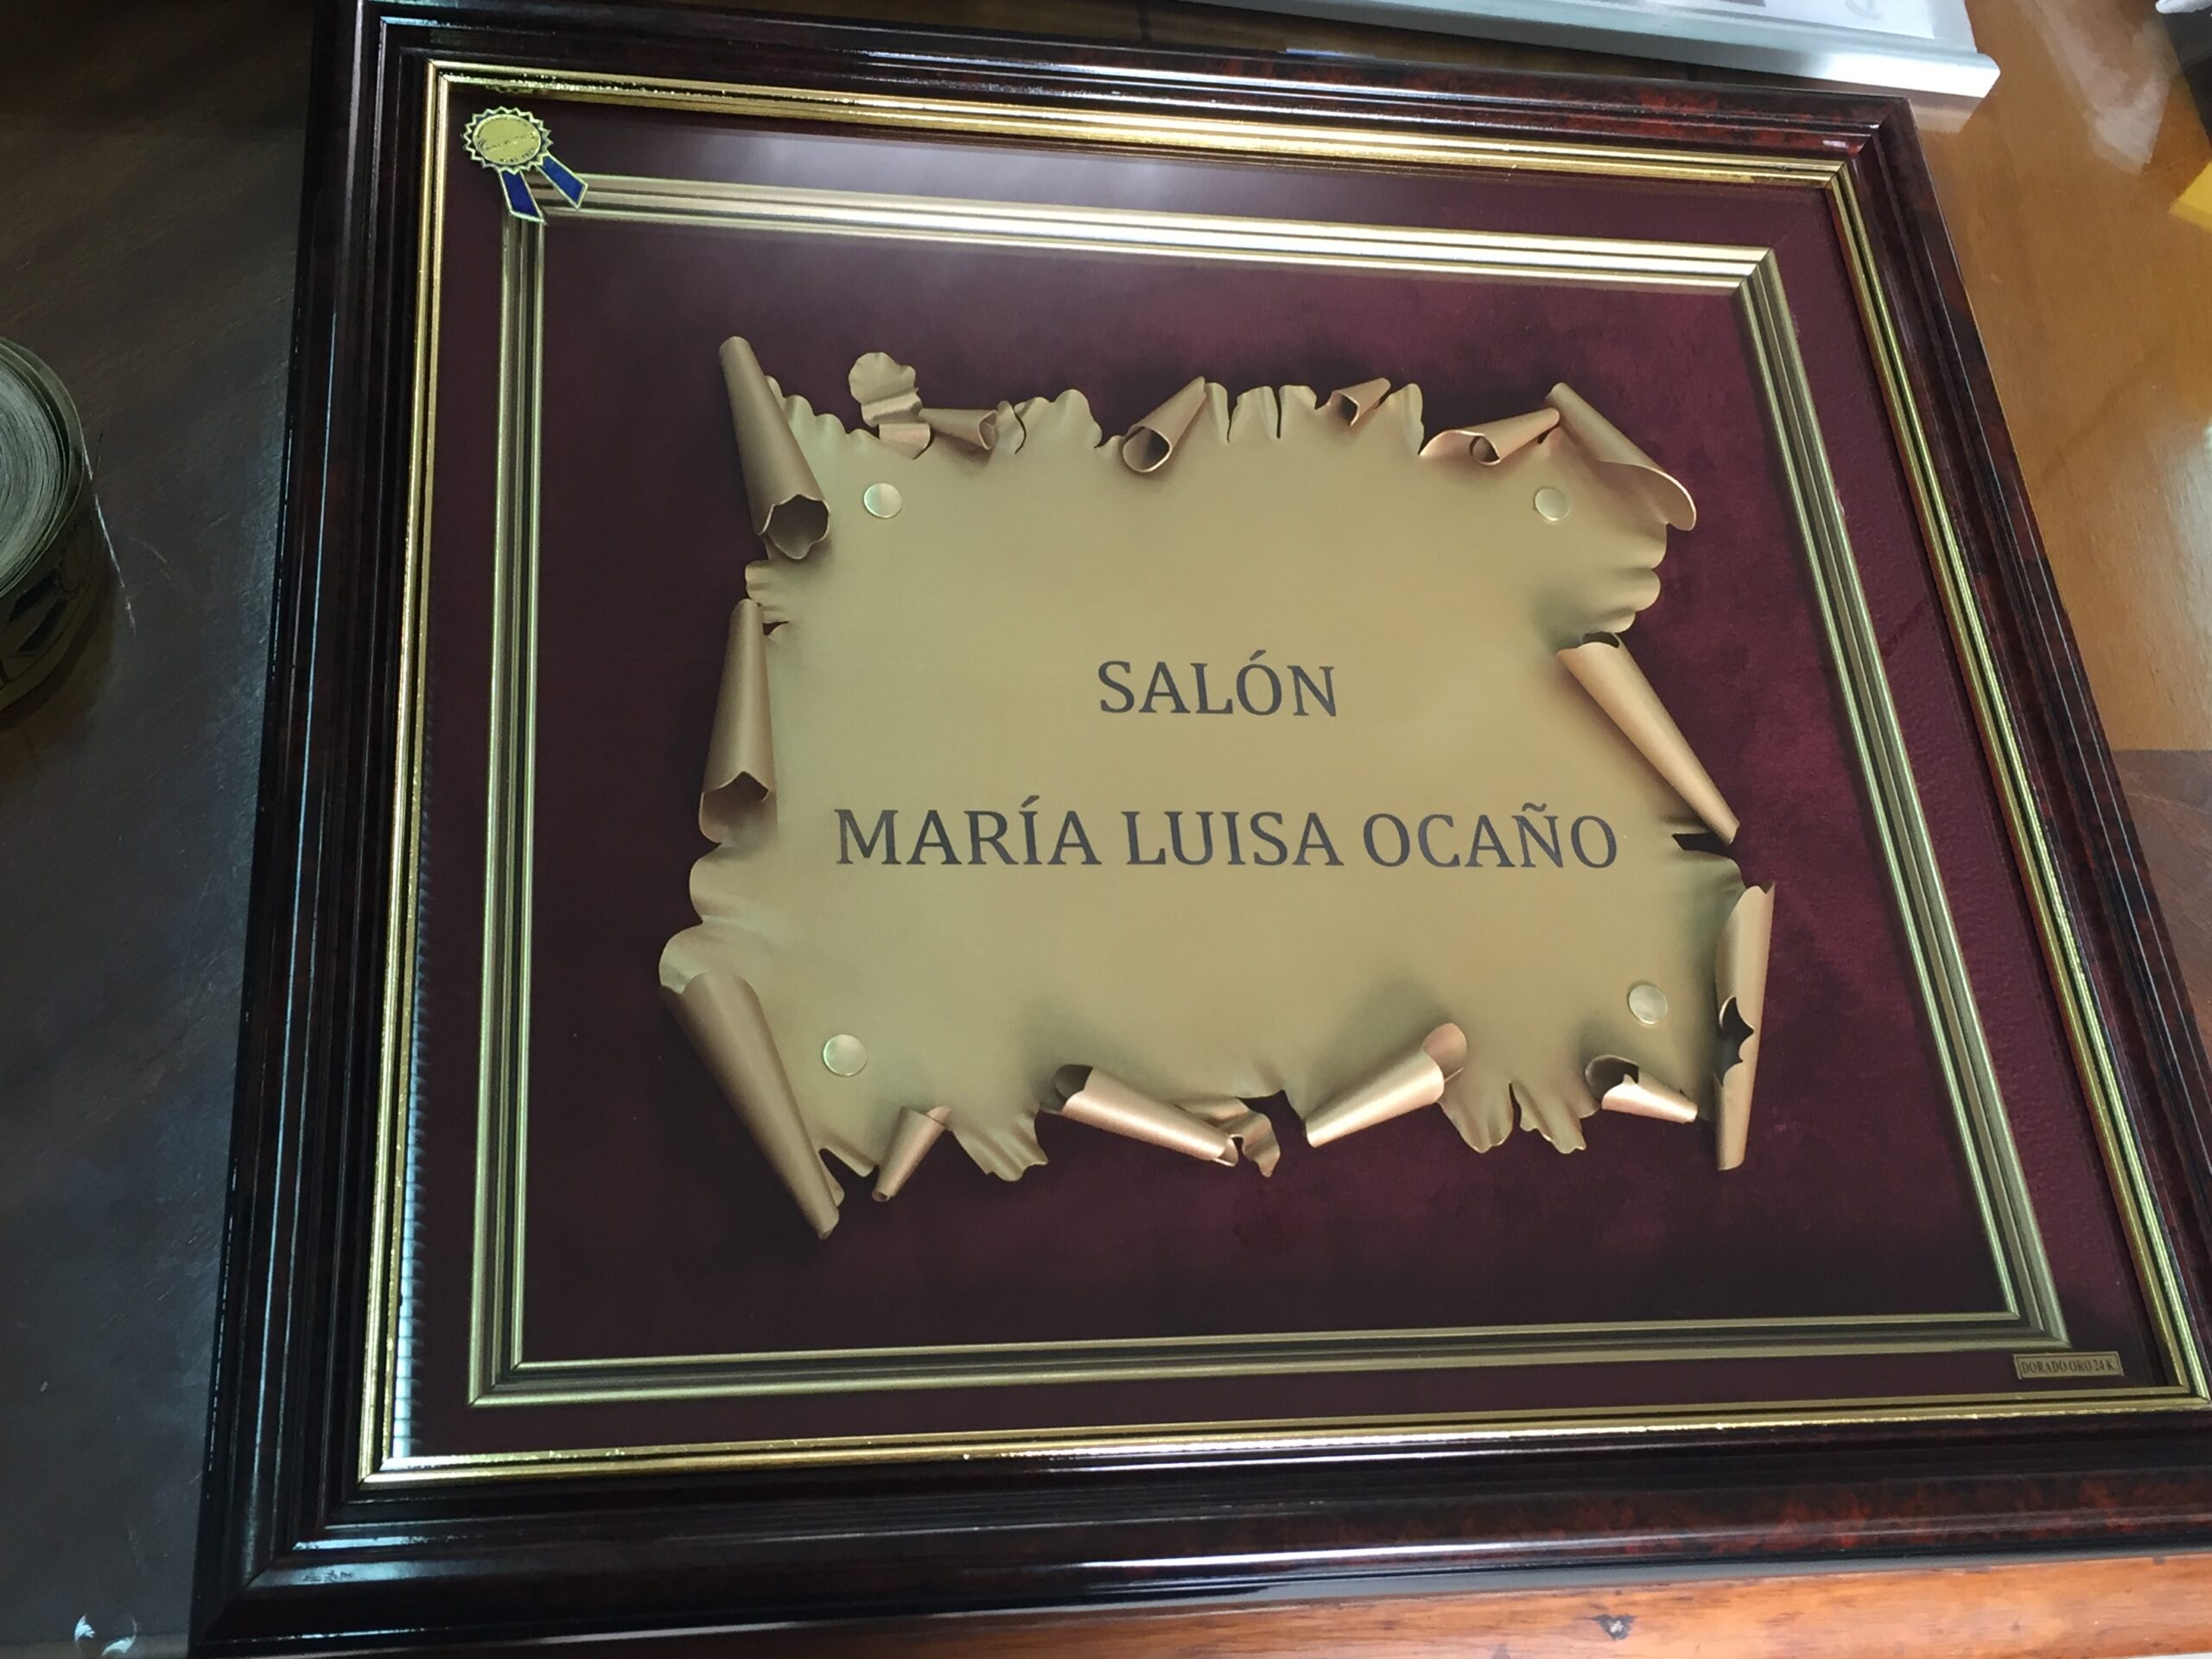 SALÓN
MARÍA LUISA OCAÑO
DORADO ORO 24 K